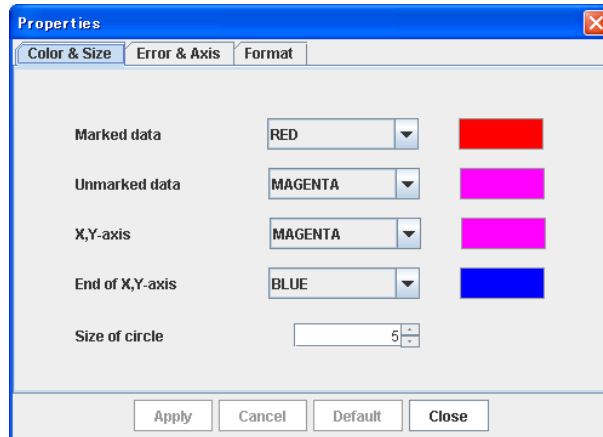 Properties
Color & Size Error & Axis Format
Marked data RED
Unmarked data MAGENTA
X,Y-axis MAGENTA
End of X,Y-axis BLUE
Size of circle 5
Apply Cancel Default Close